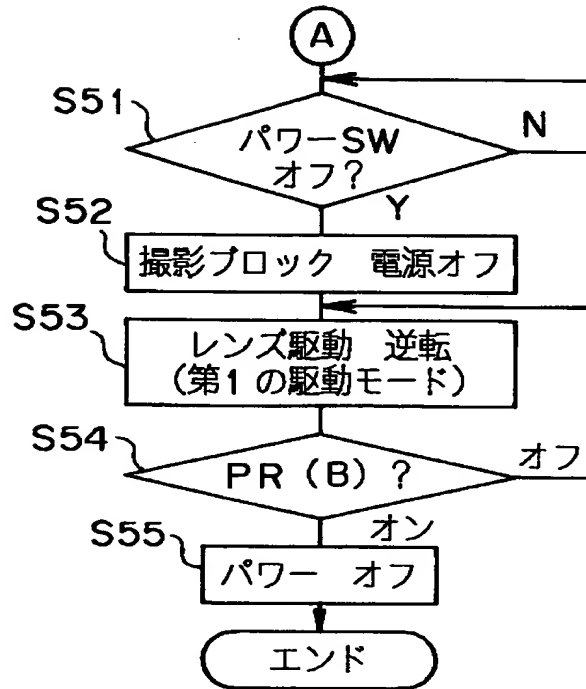 A
S51
パワーSW
オフ?
N
Y
S52
撮影ブロック 電源オフ
S53
レンズ駆動 逆転
(第1の駆動モード)
S54
PR(B)?
オフ
オン
S55
パワー オフ
エンド